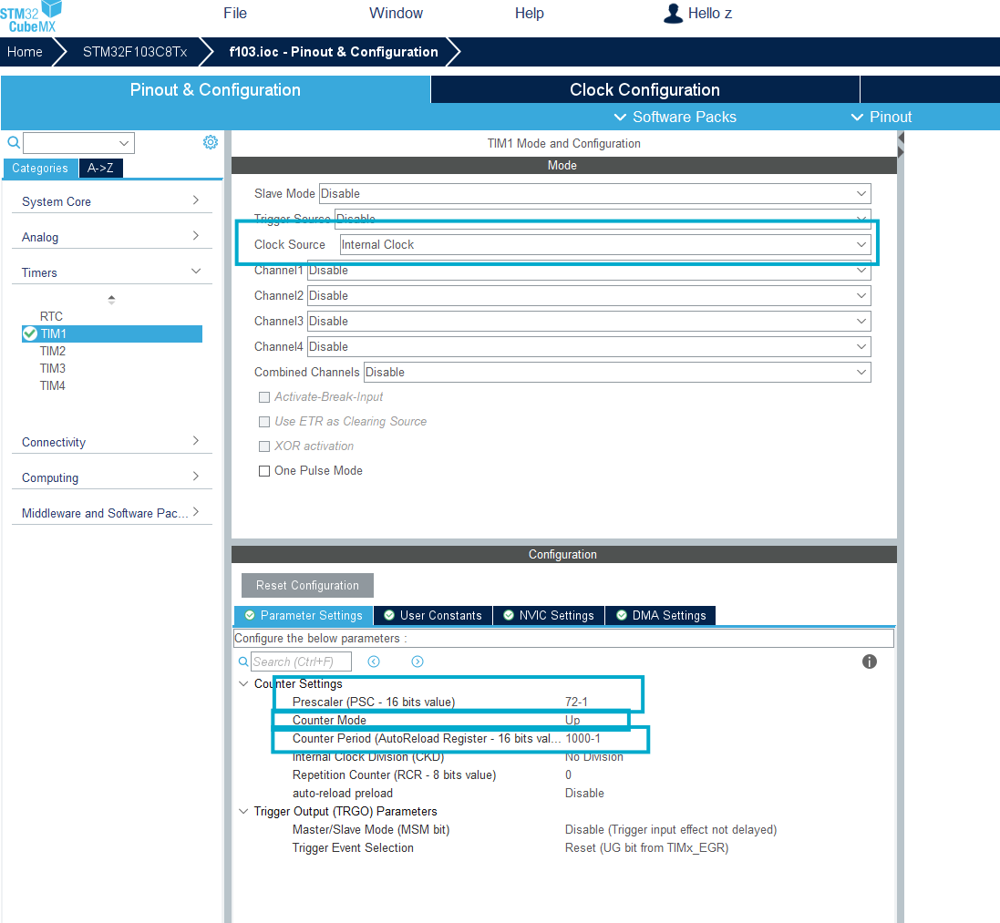 STM32
CubeMX
File Window Help Hello z
Home STM32F103C8Tx f103.ioc - Pinout & Configuration
Pinout & Configuration Clock Configuration
Software Packs Pinout
Categories A->Z
System Core
Analog
Timers
RTC
TIM1
TIM2
TIM3
TIM4
Connectivity
Computing
Middleware and Software Pac...
TIM1 Mode and Configuration
Mode
Slave Mode Disable
Trigger Source Disable
Clock Source Internal Clock
Channel1 Disable
Channel2 Disable
Channel3 Disable
Channel4 Disable
Combined Channels Disable
Activate-Break-Input
Use ETR as Clearing Source
XOR activation
One Pulse Mode
Configuration
Reset Configuration
Parameter Settings User Constants NVIC Settings DMA Settings
Configure the below parameters :
Search (Ctrl+F)
Counter Settings
Prescaler (PSC - 16 bits value) 72-1
Counter Mode Up
Counter Period (AutoReload Register - 16 bits val... 1000-1
Internal Clock Division (CKD) No Division
Repetition Counter (RCR - 8 bits value) 0
auto-reload preload Disable
Trigger Output (TRGO) Parameters
Master/Slave Mode (MSM bit) Disable (Trigger input effect not delayed)
Trigger Event Selection Reset (UG bit from TIMx_EGR)